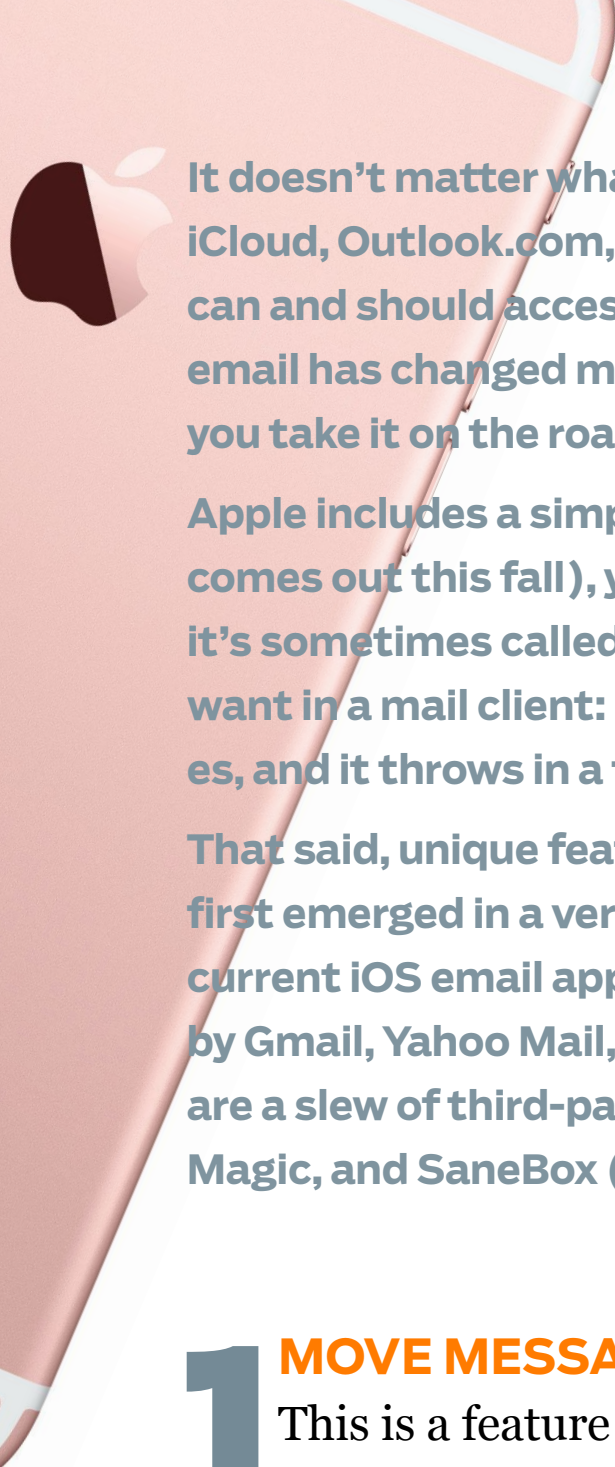 It doesn't matter wha
iCloud, Outlook.com,
can and should acces
email has changed m
you take it on the roa
Apple includes a simp
comes out this fall), y
it's sometimes called
want in a mail client:
es, and it throws in a
That said, unique feat
first emerged in a ver
current iOS email app
by Gmail, Yahoo Mail,
are a slew of third-pa
Magic, and SaneBox (
1 MOVE MESSA
This is a feature